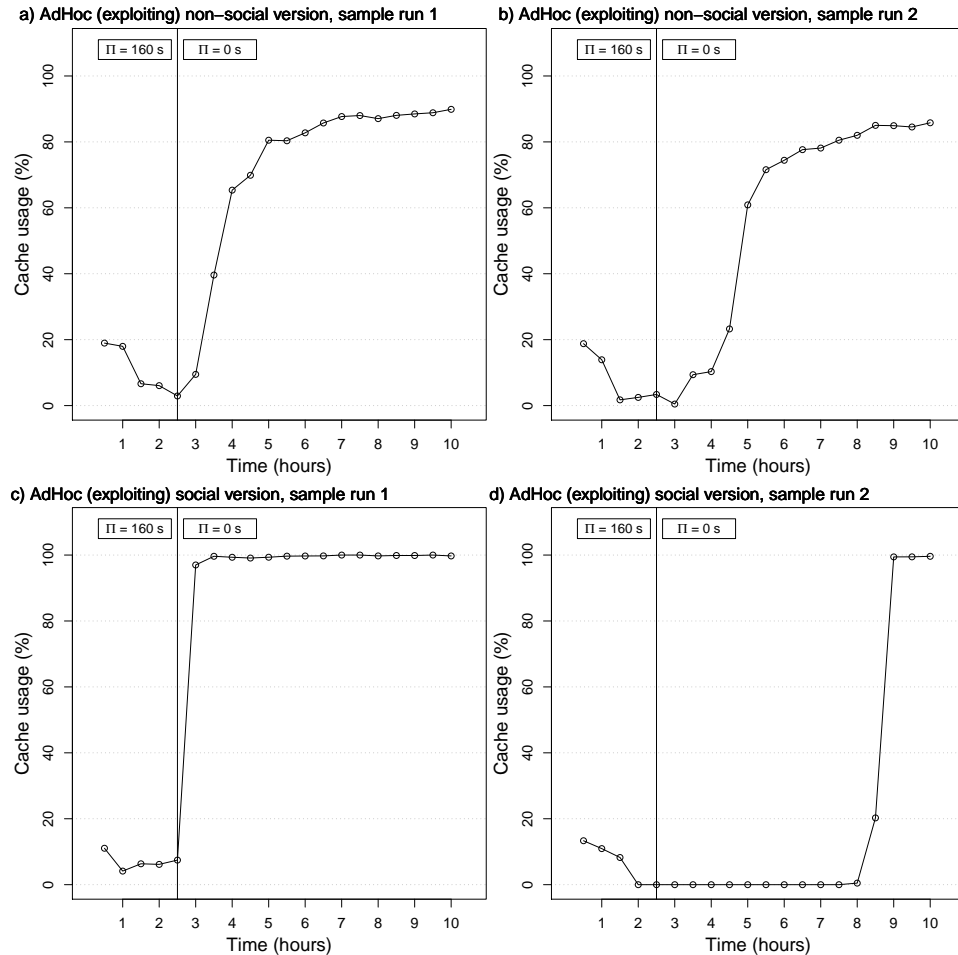 a) AdHoc (exploiting) non−social version, sample run 1
Π = 160 s
Π = 0 s
Cache usage (%)
100
80
60
40
20
0
1 2 3 4 5 6 7 8 9 10
Time (hours)
b) AdHoc (exploiting) non−social version, sample run 2
Π = 160 s
Π = 0 s
Cache usage (%)
100
80
60
40
20
0
1 2 3 4 5 6 7 8 9 10
Time (hours)
c) AdHoc (exploiting) social version, sample run 1
Π = 160 s
Π = 0 s
Cache usage (%)
100
80
60
40
20
0
1 2 3 4 5 6 7 8 9 10
Time (hours)
d) AdHoc (exploiting) social version, sample run 2
Π = 160 s
Π = 0 s
Cache usage (%)
100
80
60
40
20
0
1 2 3 4 5 6 7 8 9 10
Time (hours)